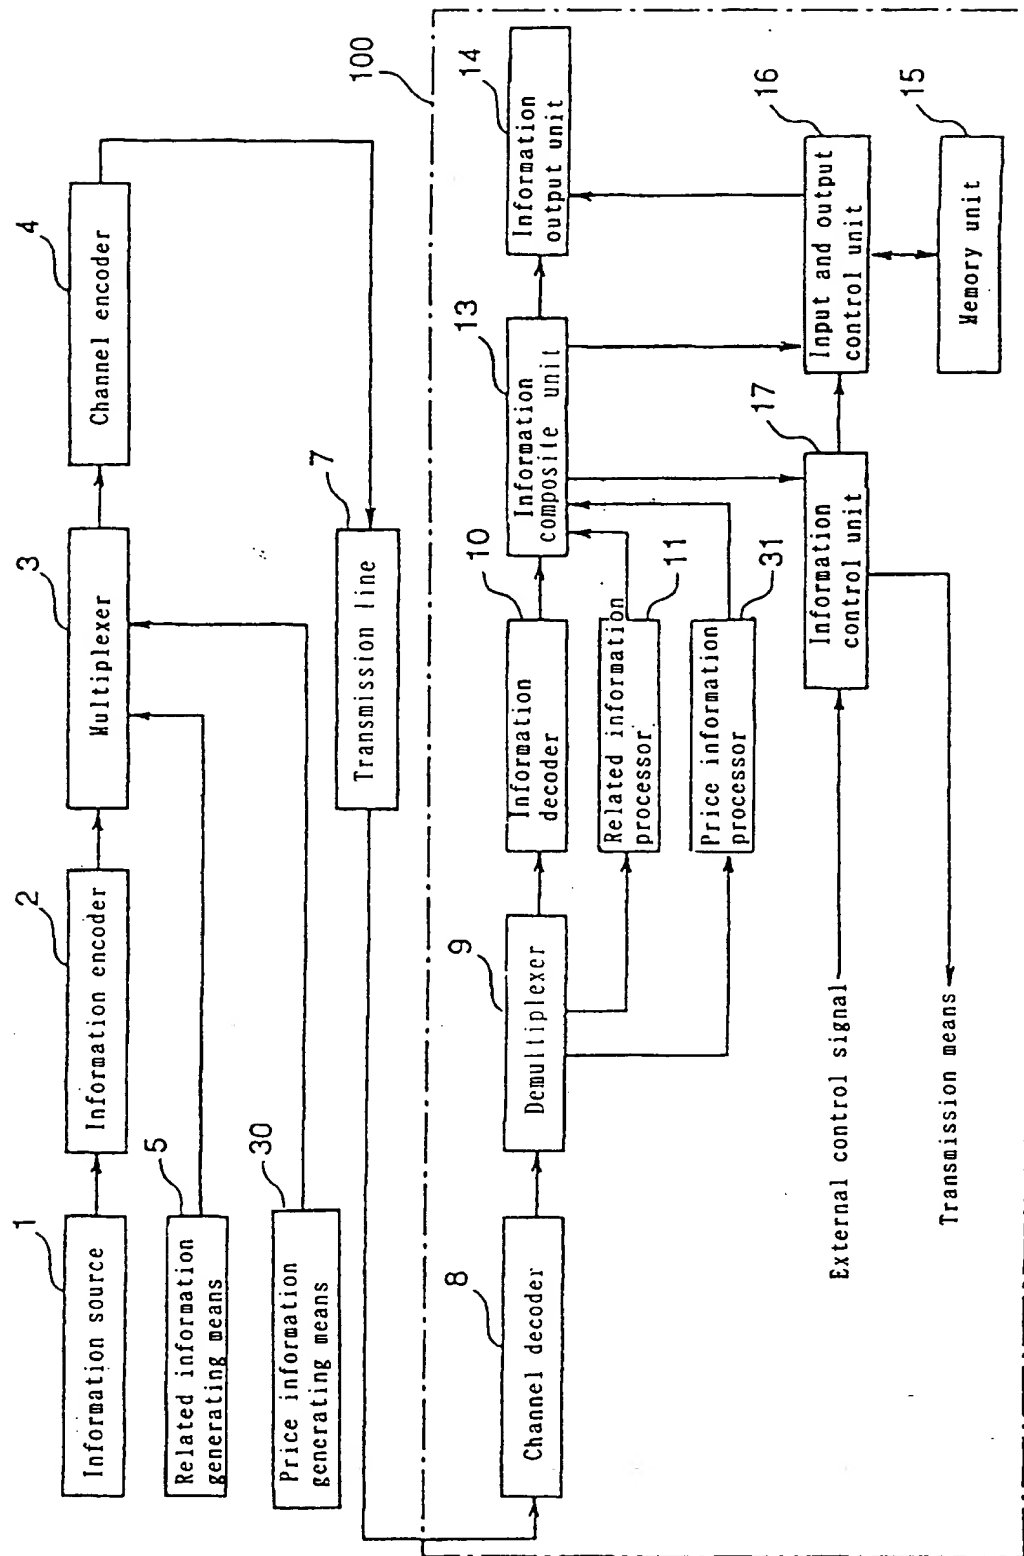 1
Information source
2
Information encoder
3
Multiplexer
4
Channel encoder
5
Related information
generating means
30
Price information
generating means
7
Transmission line
100
8
Channel decoder
9
Demultiplexer
10
Information
decoder
11
Related information
processor
31
Price information
processor
13
Information
composite unit
14
Information
output unit
17
Information
control unit
16
Input and output
control unit
15
Memory unit
External control signal
Transmission means